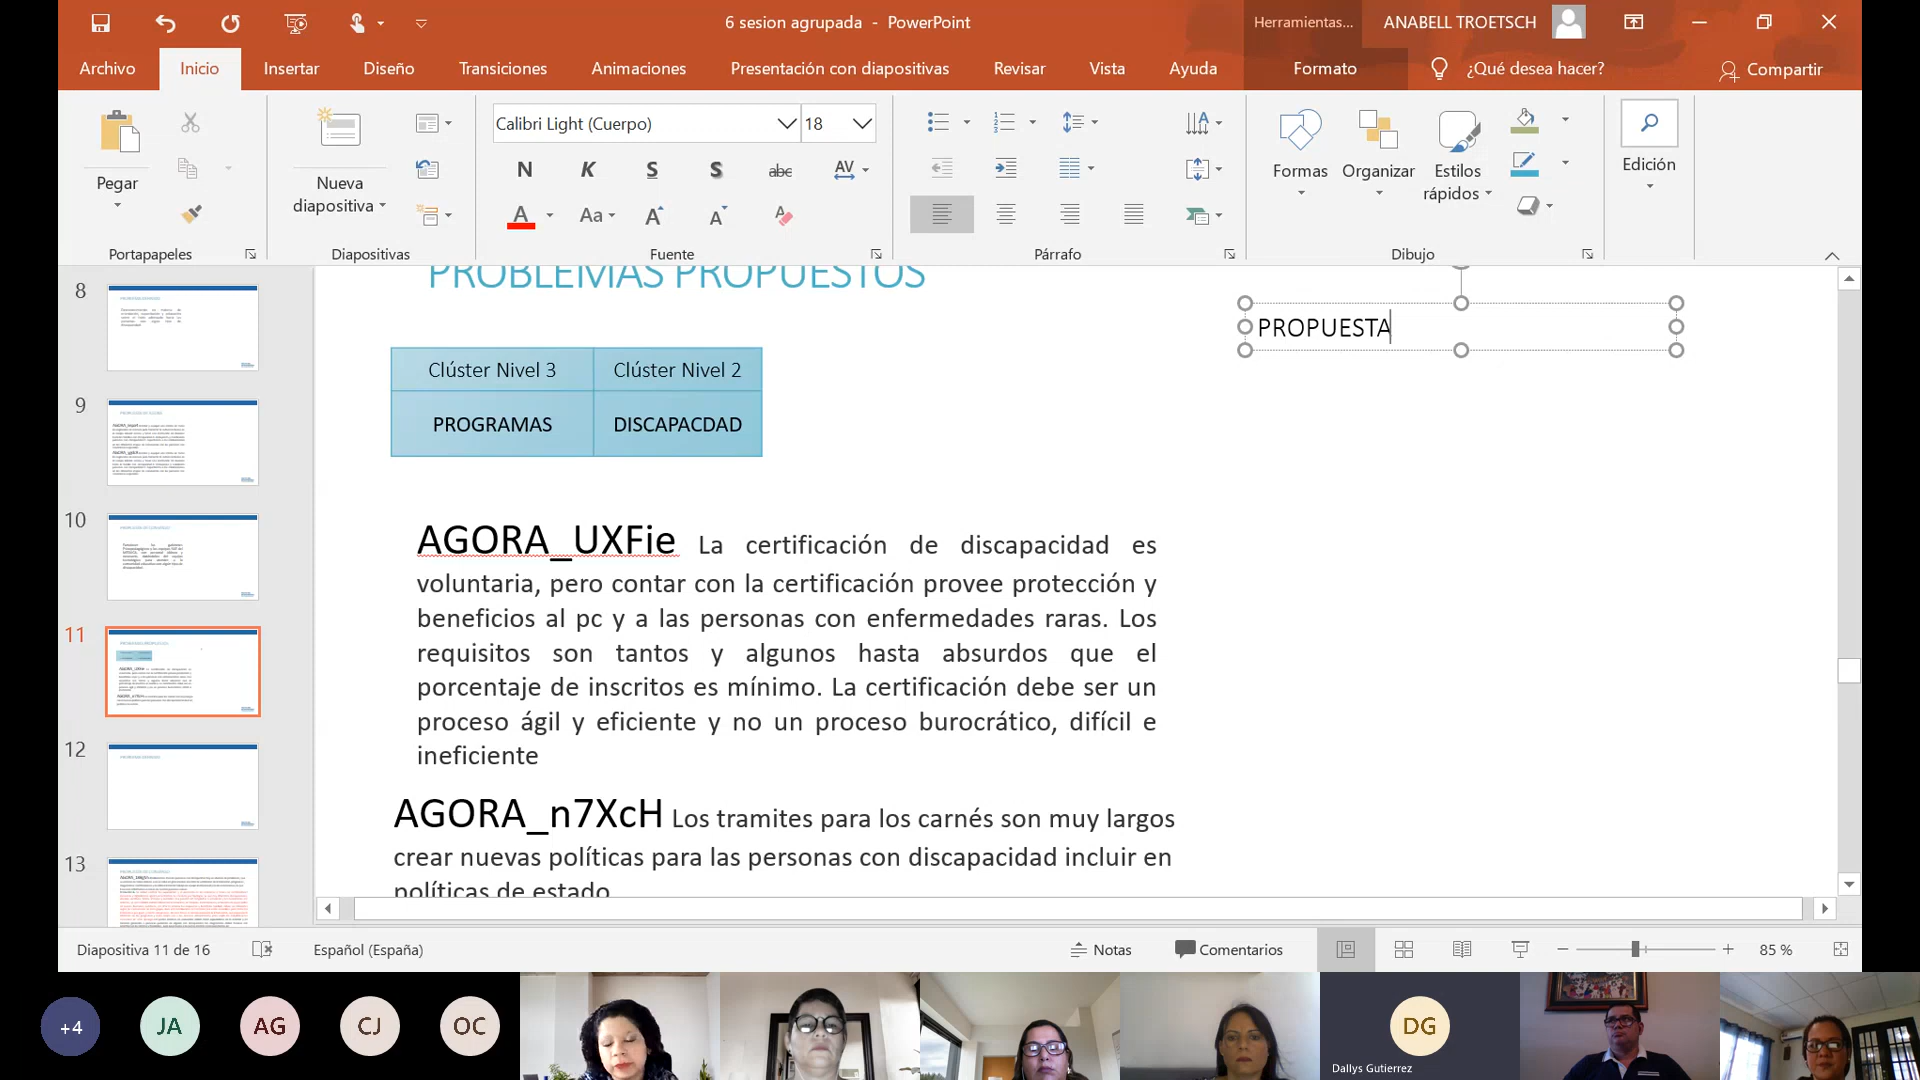 6 sesion agrupada - PowerPoint
Herramientas...
ANABELL TROETSCH
Archivo
Inicio
Insertar
Diseño
Transiciones
Animaciones
Presentación con diapositivas
Revisar
Vista
Ayuda
Formato
¿Qué desea hacer?
Compartir
Pegar
Nueva
diapositiva
Calibri Light (Cuerpo)
18
N
K
S
S
abc
AV
A
Aa
A
A
Formas
Organizar
Estilos
rápidos
Edición
Portapapeles
Diapositivas
Fuente
Párrafo
Dibujo
8
9
10
11
12
13
PROBLEMAS PROPUESTOS
PROPUESTA
Clúster Nivel 3
Clúster Nivel 2
PROGRAMAS
DISCAPACDAD
AGORA_UXFie La certificación de discapacidad es
voluntaria, pero contar con la certificación provee protección y
beneficios al pc y a las personas con enfermedades raras. Los
requisitos son tantos y algunos hasta absurdos que el
porcentaje de inscritos es mínimo. La certificación debe ser un
proceso ágil y eficiente y no un proceso burocrático, difícil e
ineficiente
AGORA_n7XcH Los tramites para los carnés son muy largos
crear nuevas políticas para las personas con discapacidad incluir en
políticas de estado
Diapositiva 11 de 16
Español (España)
Notas
Comentarios
85 %
+4
JA
AG
CJ
OC
DG
Dallys Gutierrez